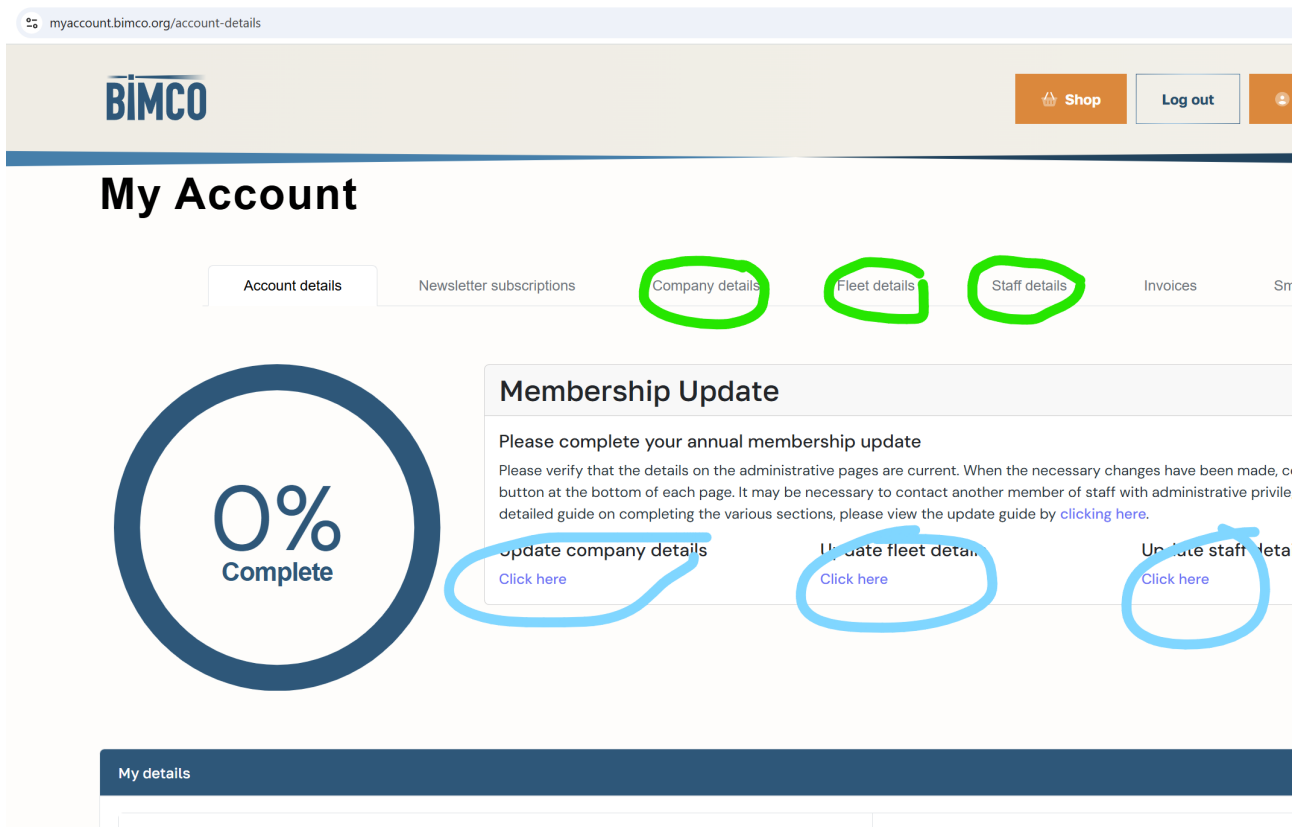 myaccount.bimco.org/account-details
BIMCO
Shop
Log out
My Account
Account details
Newsletter subscriptions
Company details
Fleet details
Staff details
Invoices
Membership Update
Please complete your annual membership update
Please verify that the details on the administrative pages are current. When the necessary changes have been made,
button at the bottom of each page. It may be necessary to contact another member of staff with administrative
detailed guide on completing the various sections, please view the update guide by clicking here.
Update company details
Update fleet details
Update staff
Click here
Click here
Click here
0%
Complete
My details